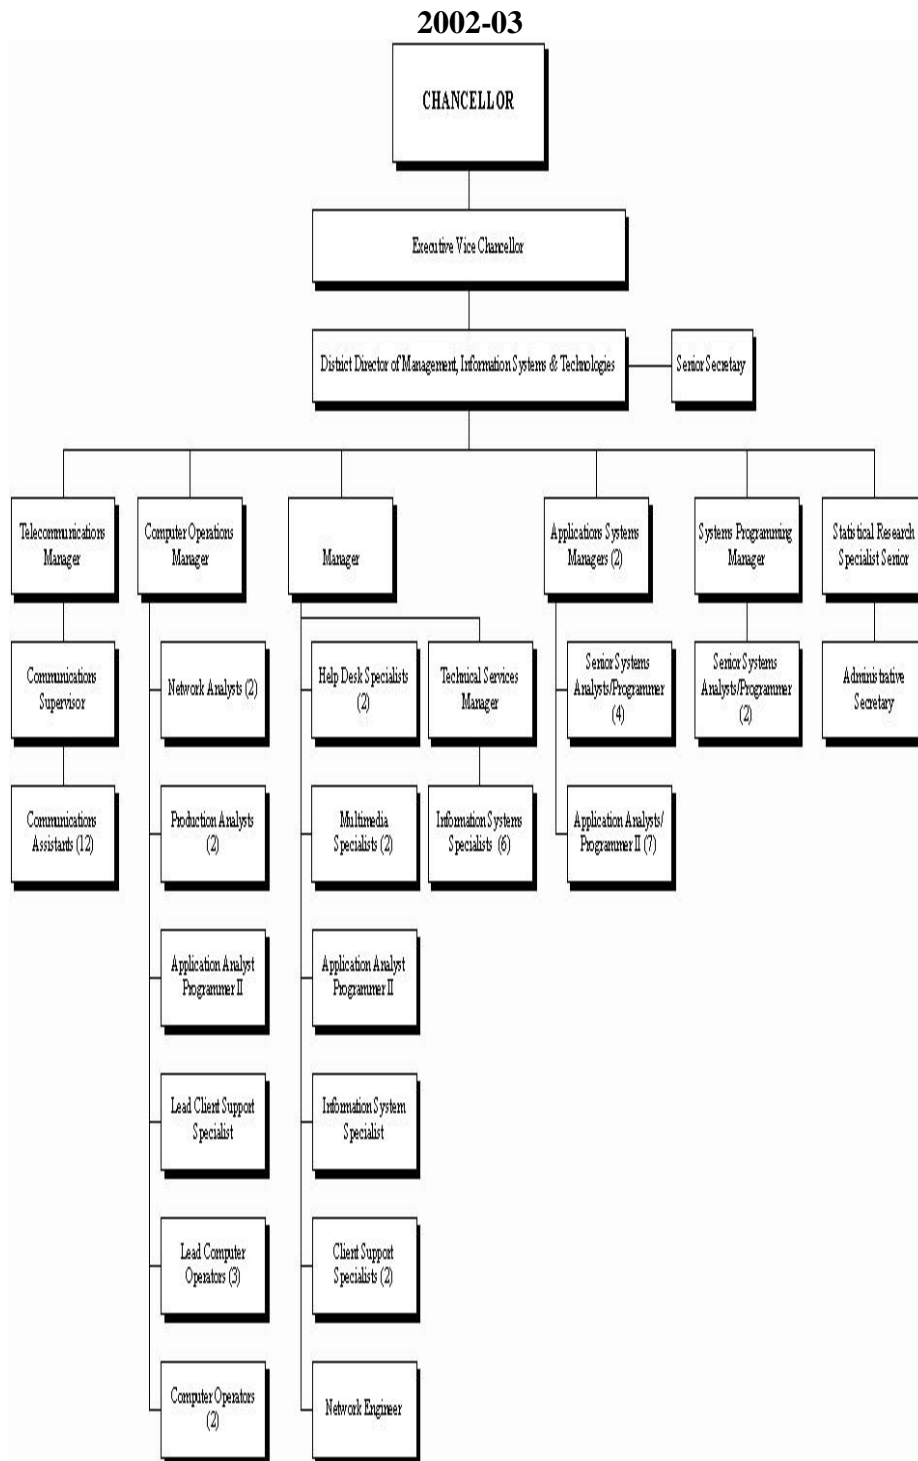 2002-03
CHANCELLOR
Executive Vice Chancellor
District Director of Management, Information Systems & Technologies
Senior Secretary
Telecommunications
Manager
Computer Operations
Manager
Manager
Applications Systems
Managers (2)
Systems Programming
Manager
Statistical Research
Specialist Senior
Communications
Supervisor
Network Analysts (2)
Help Desk Specialists
(2)
Technical Services
Manager
Senior Systems
Analysts/Programmer
(4)
Senior Systems
Analysts/Programmer
(2)
Administrative
Secretary
Communications
Assistants (12)
Production Analysts
(2)
Multimedia
Specialists (2)
Information Systems
Specialists (6)
Application Analysts/
Programmer II (7)
Application Analyst
Programmer II
Application Analyst
Programmer II
Lead Client Support
Specialist
Information System
Specialist
Lead Computer
Operators (3)
Client Support
Specialists (2)
Computer Operators
(2)
Network Engineer